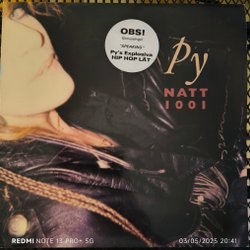 OBS!
"SPEAKING"
Py's Explosiva
HIP HOP LÅT
Py
NATT
1001
REDMI NOTE 13 PRO+ 5G
03/05/2025 20:41